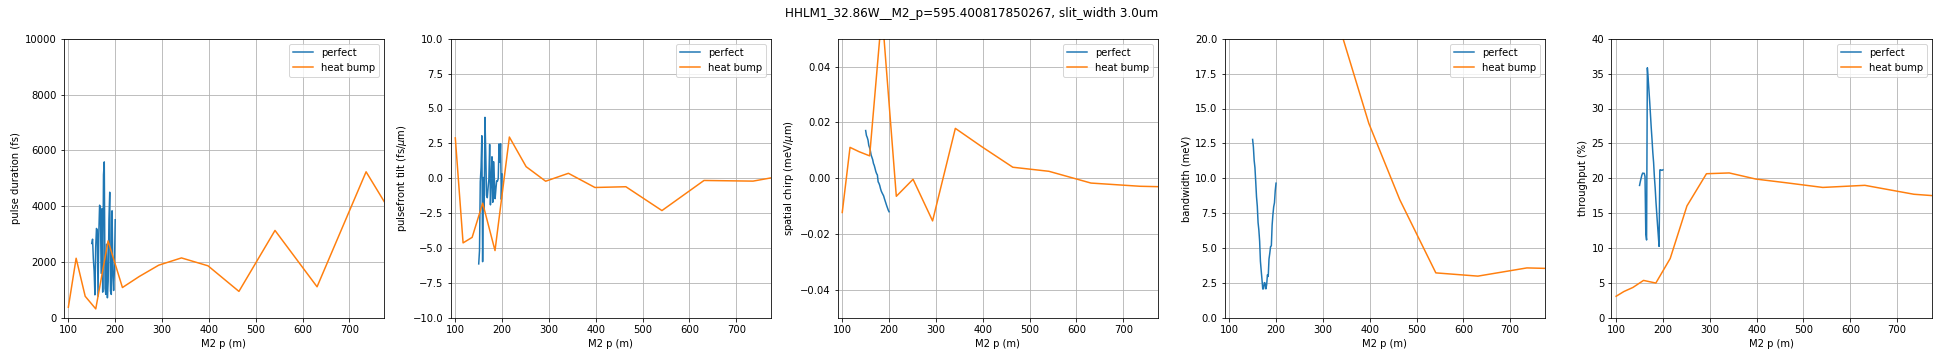 HHLM1_32.86W__M2_p=595.400817850267, slit_width 3.0um
pulse duration (fs)
10000
8000
6000
4000
2000
0
100 200 300 400 500 600 700
M2 p (m)
perfect
heat bump
pulsefront tilt (fs/μm)
10.0
7.5
5.0
2.5
0.0
−2.5
−5.0
−7.5
−10.0
100 200 300 400 500 600 700
M2 p (m)
perfect
heat bump
spatial chirp (meV/μm)
0.04
0.02
0.00
−0.02
−0.04
100 200 300 400 500 600 700
M2 p (m)
perfect
heat bump
bandwidth (meV)
20.0
17.5
15.0
12.5
10.0
7.5
5.0
2.5
0.0
100 200 300 400 500 600 700
M2 p (m)
perfect
heat bump
throughput (%)
40
35
30
25
20
15
10
5
0
100 200 300 400 500 600 700
M2 p (m)
perfect
heat bump